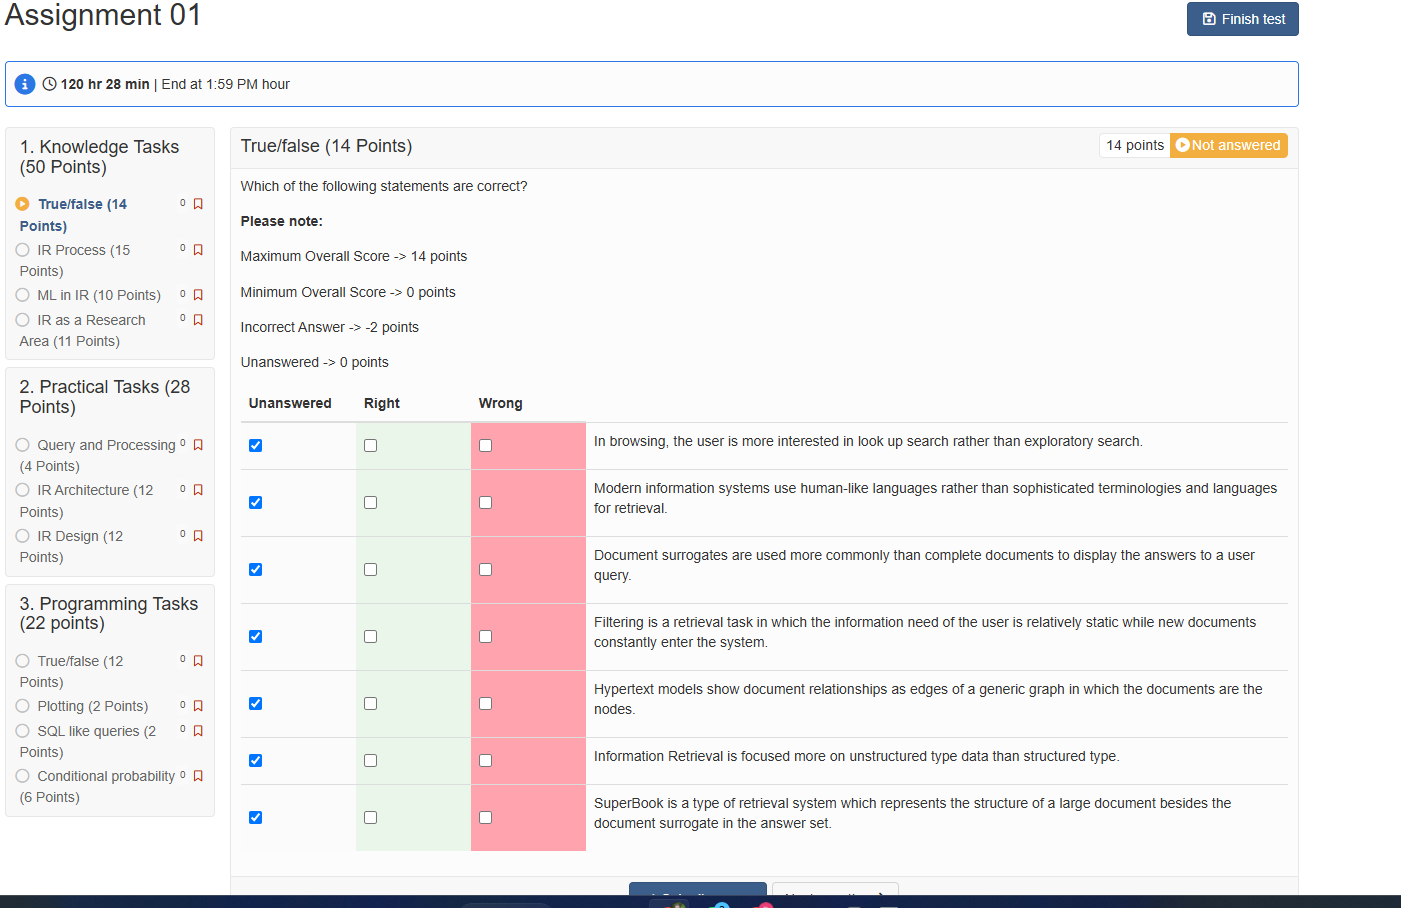 Assignment 01
Finish test
120 hr 28 min | End at 1:59 PM hour
1. Knowledge Tasks
(50 Points)
True/false (14
Points)
0
IR Process (15
Points)
0
ML in IR (10 Points)
0
IR as a Research
Area (11 Points)
0
2. Practical Tasks (28
Points)
Query and Processing
(4 Points)
0
IR Architecture (12
Points)
0
IR Design (12
Points)
0
3. Programming Tasks
(22 points)
True/false (12
Points)
0
Plotting (2 Points)
0
SQL like queries (2
Points)
0
Conditional probability
(6 Points)
0
True/false (14 Points)
14 points
Not answered
Which of the following statements are correct?
Please note:
Maximum Overall Score -> 14 points
Minimum Overall Score -> 0 points
Incorrect Answer -> -2 points
Unanswered -> 0 points
Unanswered Right Wrong
In browsing, the user is more interested in look up search rather than exploratory search.
Modern information systems use human-like languages rather than sophisticated terminologies and languages
for retrieval.
Document surrogates are used more commonly than complete documents to display the answers to a user
query.
Filtering is a retrieval task in which the information need of the user is relatively static while new documents
constantly enter the system.
Hypertext models show document relationships as edges of a generic graph in which the documents are the
nodes.
Information Retrieval is focused more on unstructured type data than structured type.
SuperBook is a type of retrieval system which represents the structure of a large document besides the
document surrogate in the answer set.